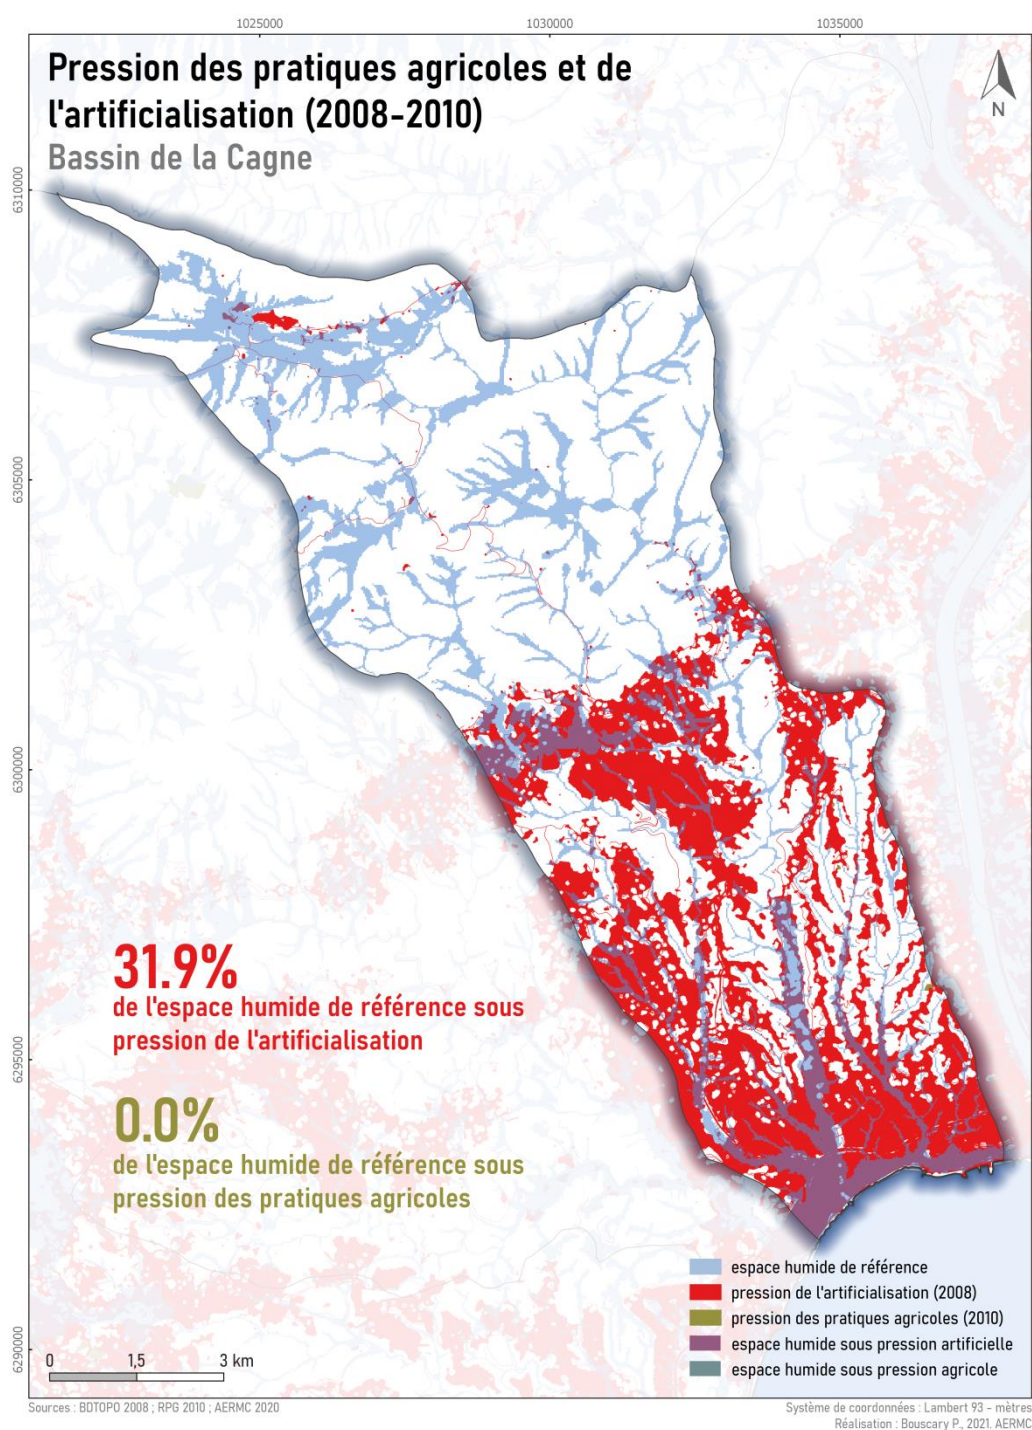 1025000
1030000
1035000
Pression des pratiques agricoles et de
l'artificialisation (2008-2010)
Bassin de la Cagne
N
6310000
6305000
6300000
6295000
6290000
31.9%
de l'espace humide de référence sous
pression de l'artificialisation
0.0%
de l'espace humide de référence sous
pression des pratiques agricoles
espace humide de référence
pression de l'artificialisation (2008)
pression des pratiques agricoles (2010)
espace humide sous pression artificielle
espace humide sous pression agricole
0 1,5 3 km
Sources : BDTOPO 2008 ; RPG 2010 ; AERMC 2020
Système de coordonnées : Lambert 93 - mètres
Réalisation : Bouscary P., 2021. AERMC